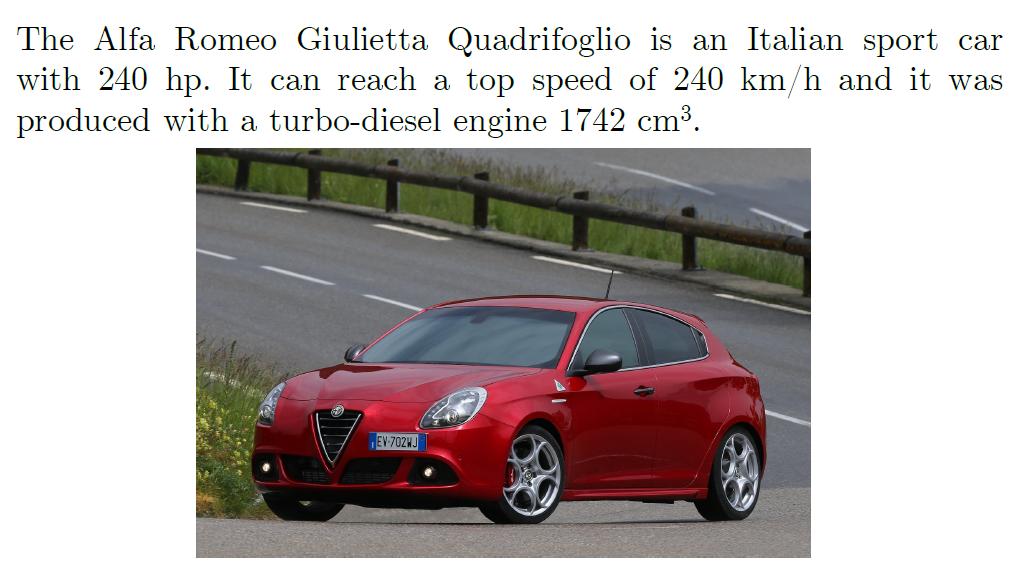 The Alfa Romeo Giulietta Quadrifoglio is an Italian sport car
with 240 hp. It can reach a top speed of 240 km/h and it was
produced with a turbo-diesel engine 1742 cm³.
EV·702WJ